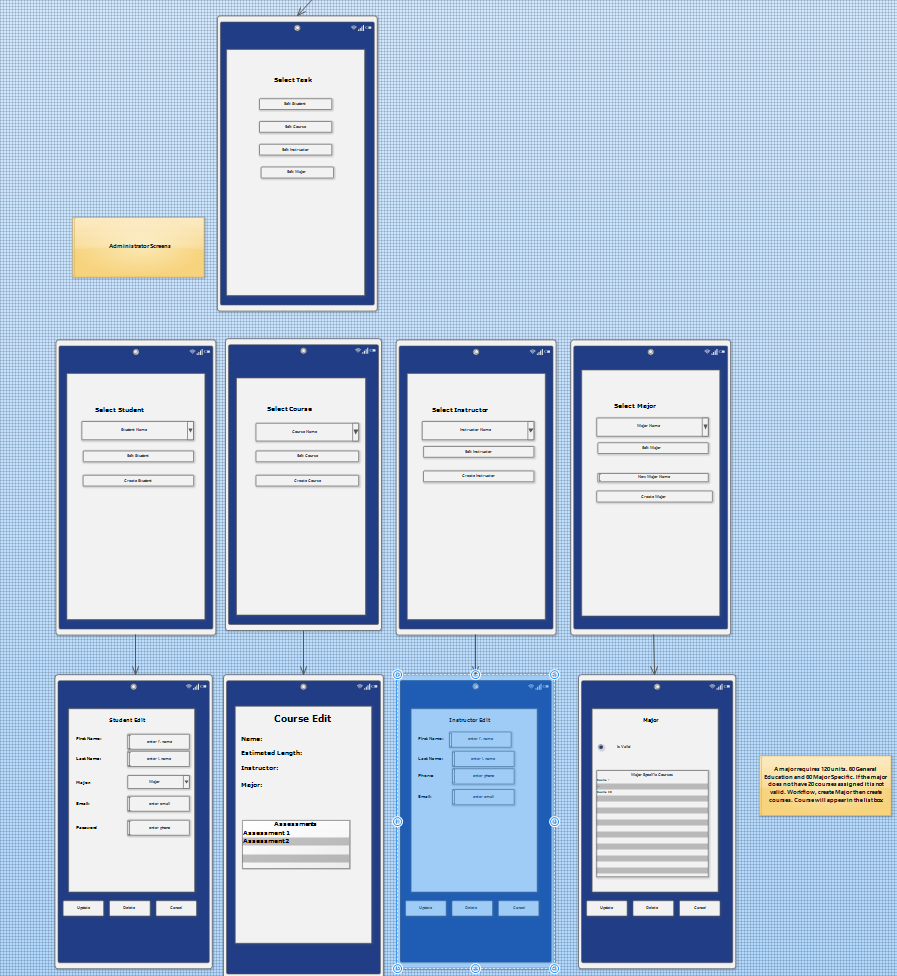 Select Task
Edit Student
Edit Course
Edit Instructor
Edit Major
Administrator Screens
Select Student
Student Name
Edit Student
Create Student
Select Course
Course Name
Edit Course
Create Course
Select Instructor
Instructor Name
Edit Instructor
Create Instructor
Select Major
Major Name
Edit Major
New Major Name
Create Major
Student Edit
First Name:
enter f. name
Last Name:
enter l. name
Major:
Major
Email:
enter email
Password
enter phone
Update
Delete
Cancel
Course Edit
Name:
Estimated Length:
Instructor:
Major:
Assessments
Assessment 1
Assessment 2
Instructor Edit
First Name:
enter f. name
Last Name:
enter l. name
Phone:
enter phone
Email:
enter email
Update
Delete
Cancel
Major
Is Valid
Major Specific Courses
Update
Delete
Cancel
A major requires 120 units. 60 General
Education and 60 Major Specific. If the major
does not have 20 courses assigned it is not
valid. Workflow, create Major then create
courses. Course will appear in the list box